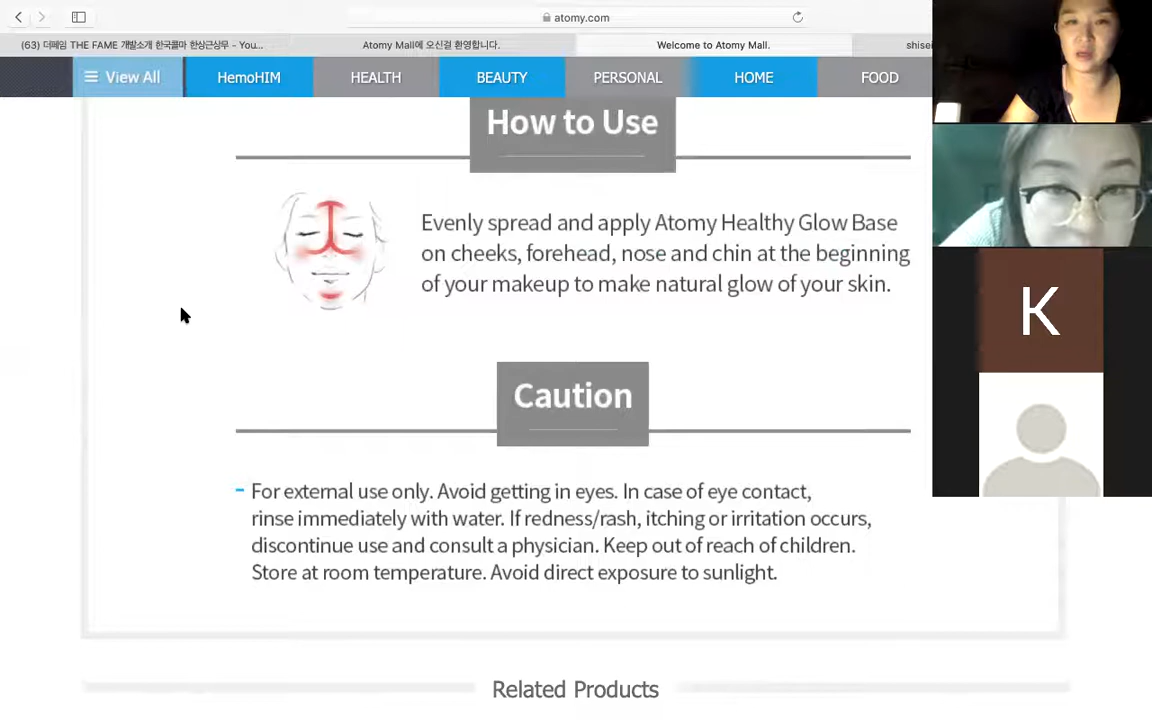 atomy.com
(63) 더페임 THE FAME 개발소개 한국콜마 한상근상무 - You...
Atomy Mall에 오신걸 환영합니다.
Welcome to Atomy Mall.
shisei
View All
HemoHIM
HEALTH
BEAUTY
PERSONAL
HOME
FOOD
How to Use
Evenly spread and apply Atomy Healthy Glow Base
on cheeks, forehead, nose and chin at the beginning
of your makeup to make natural glow of your skin.
K
Caution
- For external use only. Avoid getting in eyes. In case of eye contact,
rinse immediately with water. If redness/rash, itching or irritation occurs,
discontinue use and consult a physician. Keep out of reach of children.
Store at room temperature. Avoid direct exposure to sunlight.
Related Products